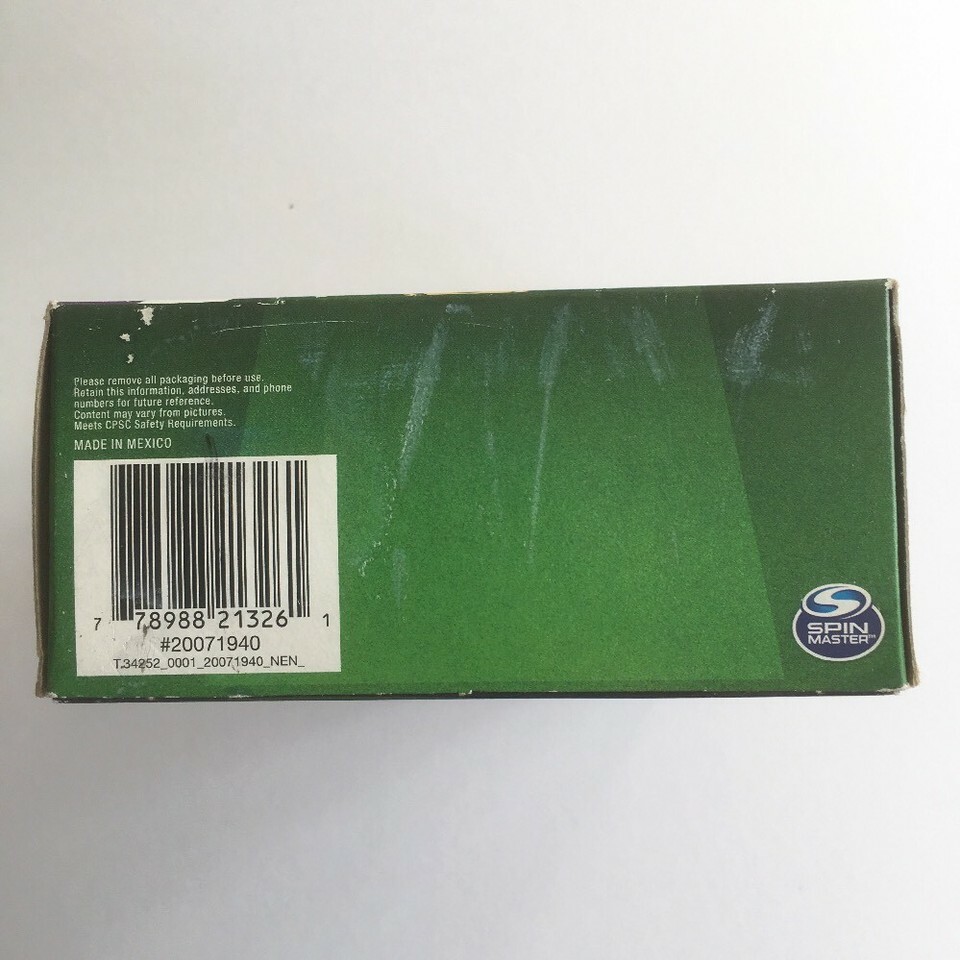 Please remove all packaging before use.
Retain this information, addresses, and phone
numbers for future reference.
Content may vary from pictures.
Meets CPSC Safety Requirements.
MADE IN MEXICO
7 78988 21326 1
#20071940
T.34252_0001_20071940_NEN_
SPIN
MASTER™